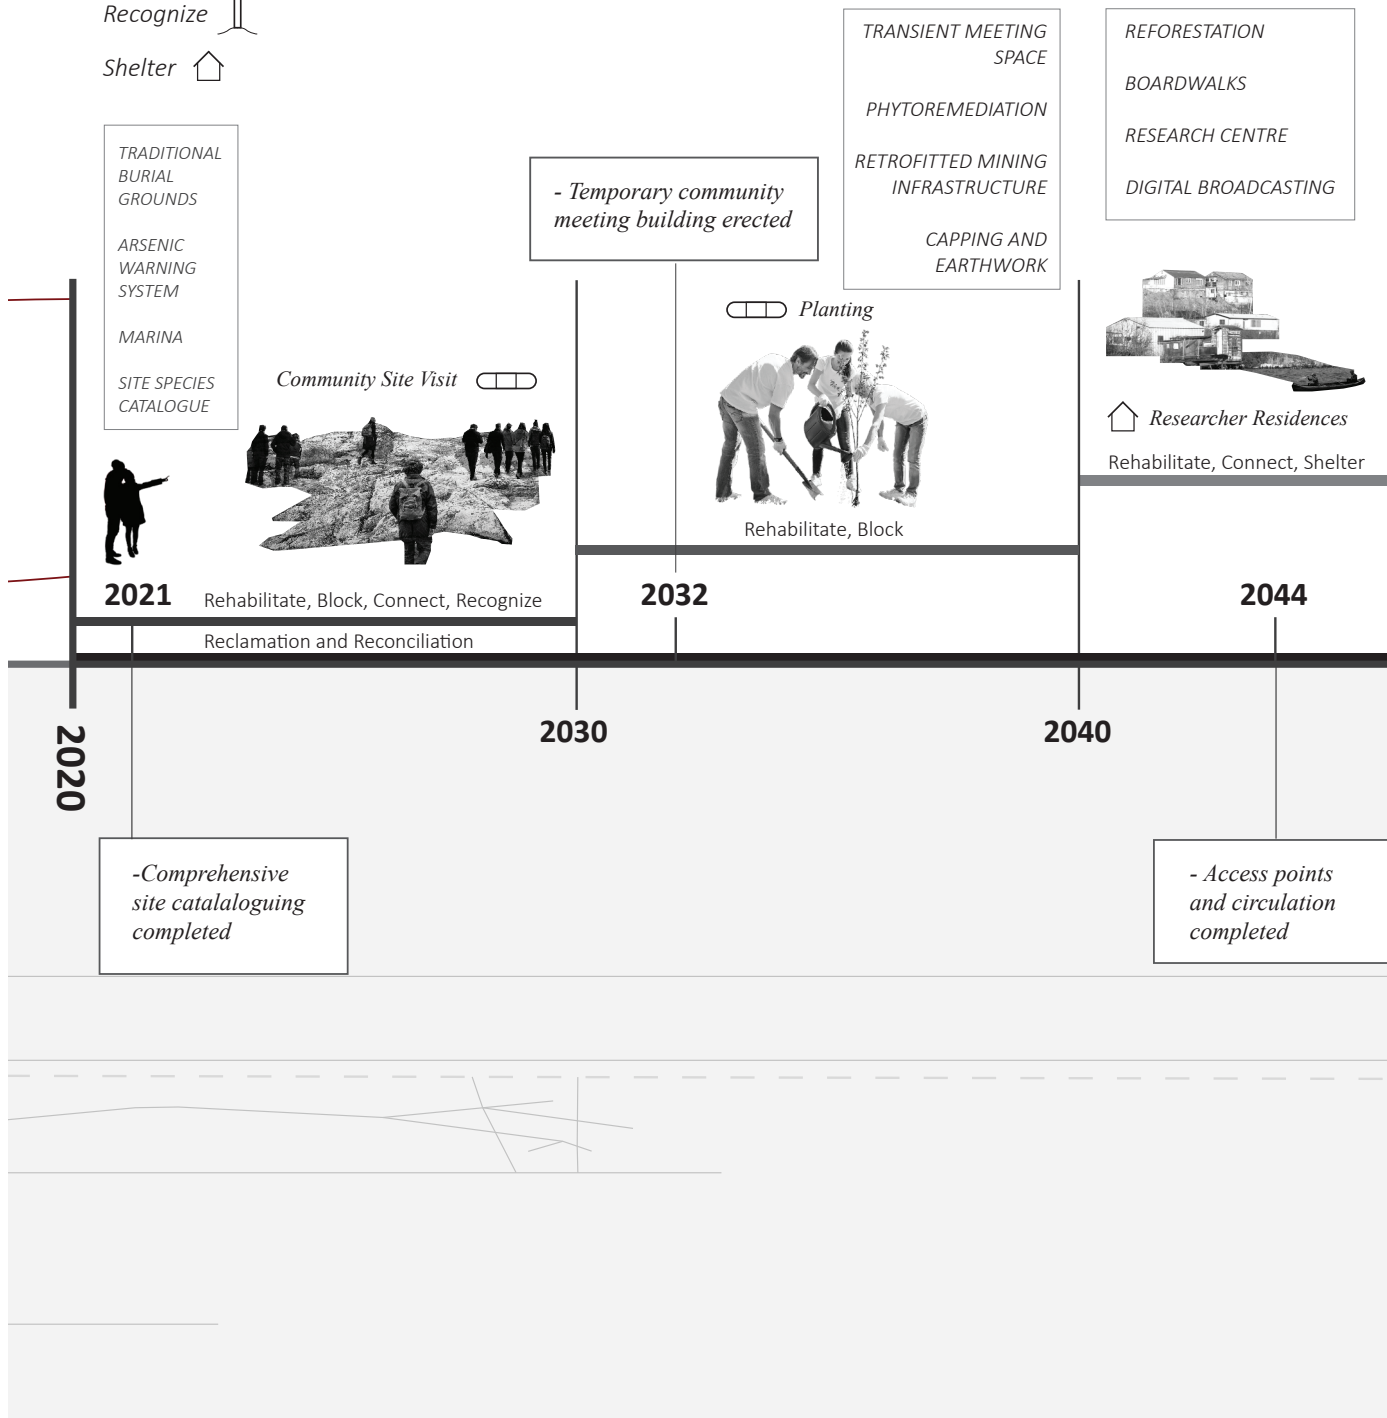 Recognize
Shelter
TRADITIONAL
BURIAL
GROUNDS
ARSENIC
WARNING
SYSTEM
MARINA
SITE SPECIES
CATALOGUE
Community Site Visit
- Temporary community
meeting building erected
TRANSIENT MEETING
SPACE
PHYTOREMEDIATION
RETROFITTED MINING
INFRASTRUCTURE
CAPPING AND
EARTHWORK
REFORESTATION
BOARDWALKS
RESEARCH CENTRE
DIGITAL BROADCASTING
Planting
Researcher Residences
Rehabilitate, Connect, Shelter
Rehabilitate, Block
2021
Rehabilitate, Block, Connect, Recognize
2032
2044
Reclamation and Reconciliation
2020
2030
2040
-Comprehensive
site catalaloguing
completed
- Access points
and circulation
completed